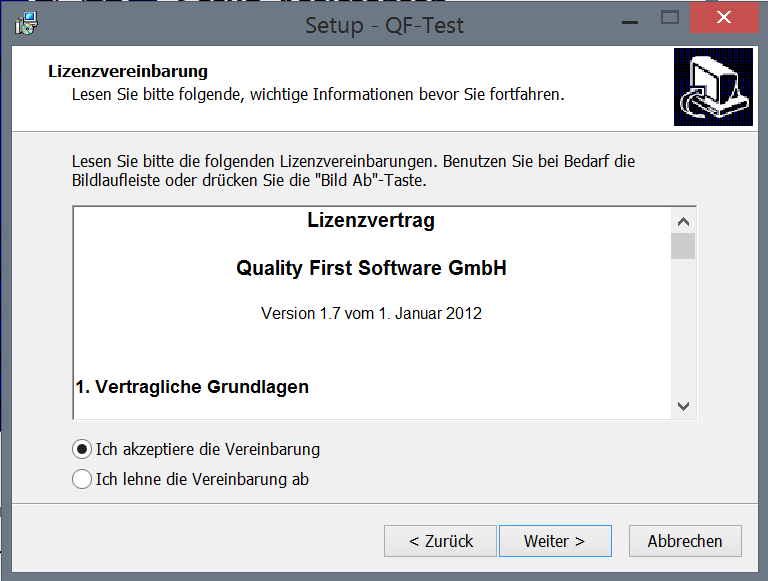 Setup - QF-Test
Lizenzvereinbarung
Lesen Sie bitte folgende, wichtige Informationen bevor Sie fortfahren.
Lesen Sie bitte die folgenden Lizenzvereinbarungen. Benutzen Sie bei Bedarf die
Bildlaufleiste oder drücken Sie die "Bild Ab"-Taste.
Lizenzvertrag
Quality First Software GmbH
Version 1.7 vom 1. Januar 2012
1. Vertragliche Grundlagen
Ich akzeptiere die Vereinbarung
Ich lehne die Vereinbarung ab
< Zurück
Weiter >
Abbrechen